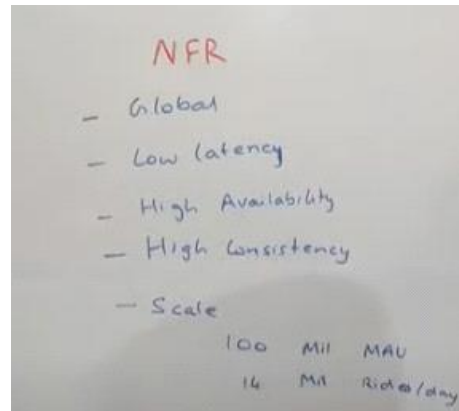 NFR
- Global
- Low latency
- High Availability
- High Consistency
- Scale
100 Mil MAU
14 Mil Rides/day